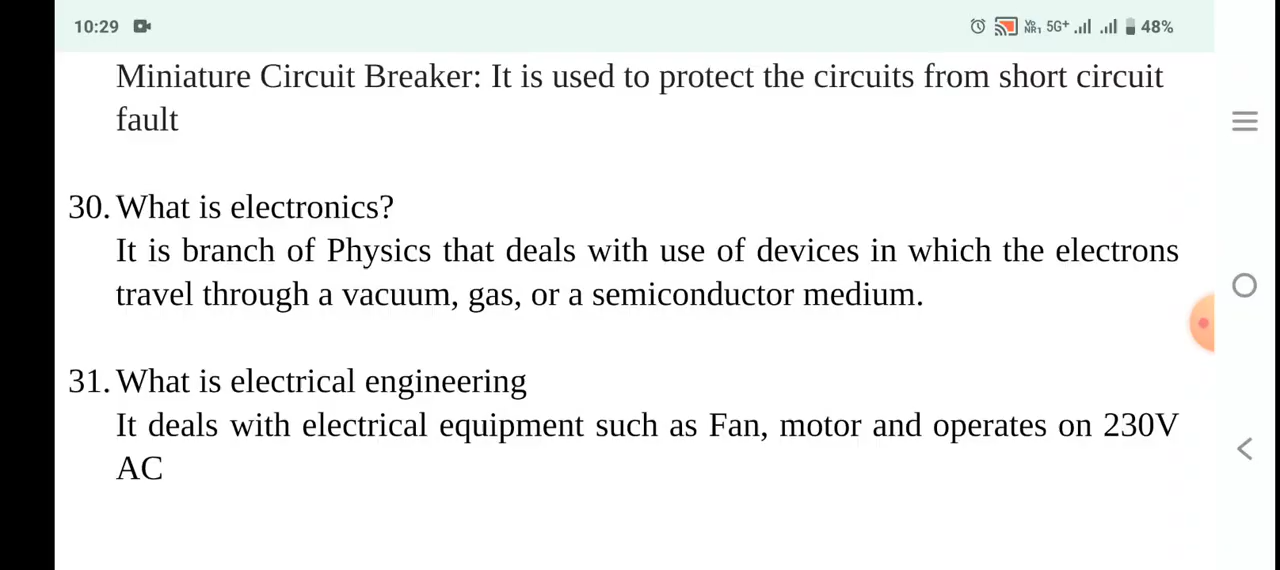 10:29
Vo NR1 5G+ 48%
Miniature Circuit Breaker: It is used to protect the circuits from short circuit
fault
30. What is electronics?
It is branch of Physics that deals with use of devices in which the electrons
travel through a vacuum, gas, or a semiconductor medium.
31. What is electrical engineering
It deals with electrical equipment such as Fan, motor and operates on 230V
AC